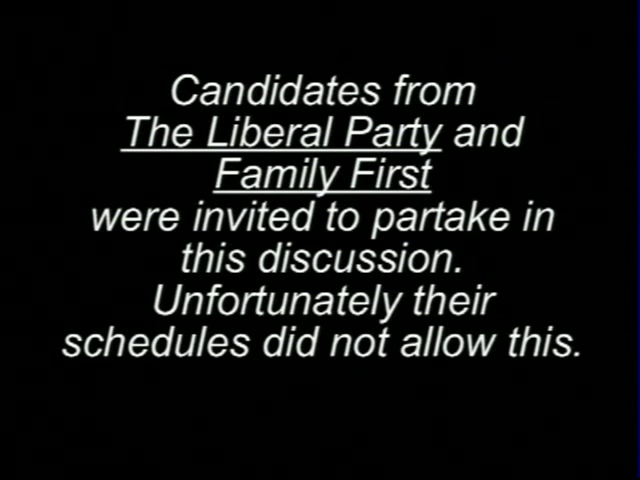 Candidates from
The Liberal Party and
Family First
were invited to partake in
this discussion.
Unfortunately their
schedules did not allow this.